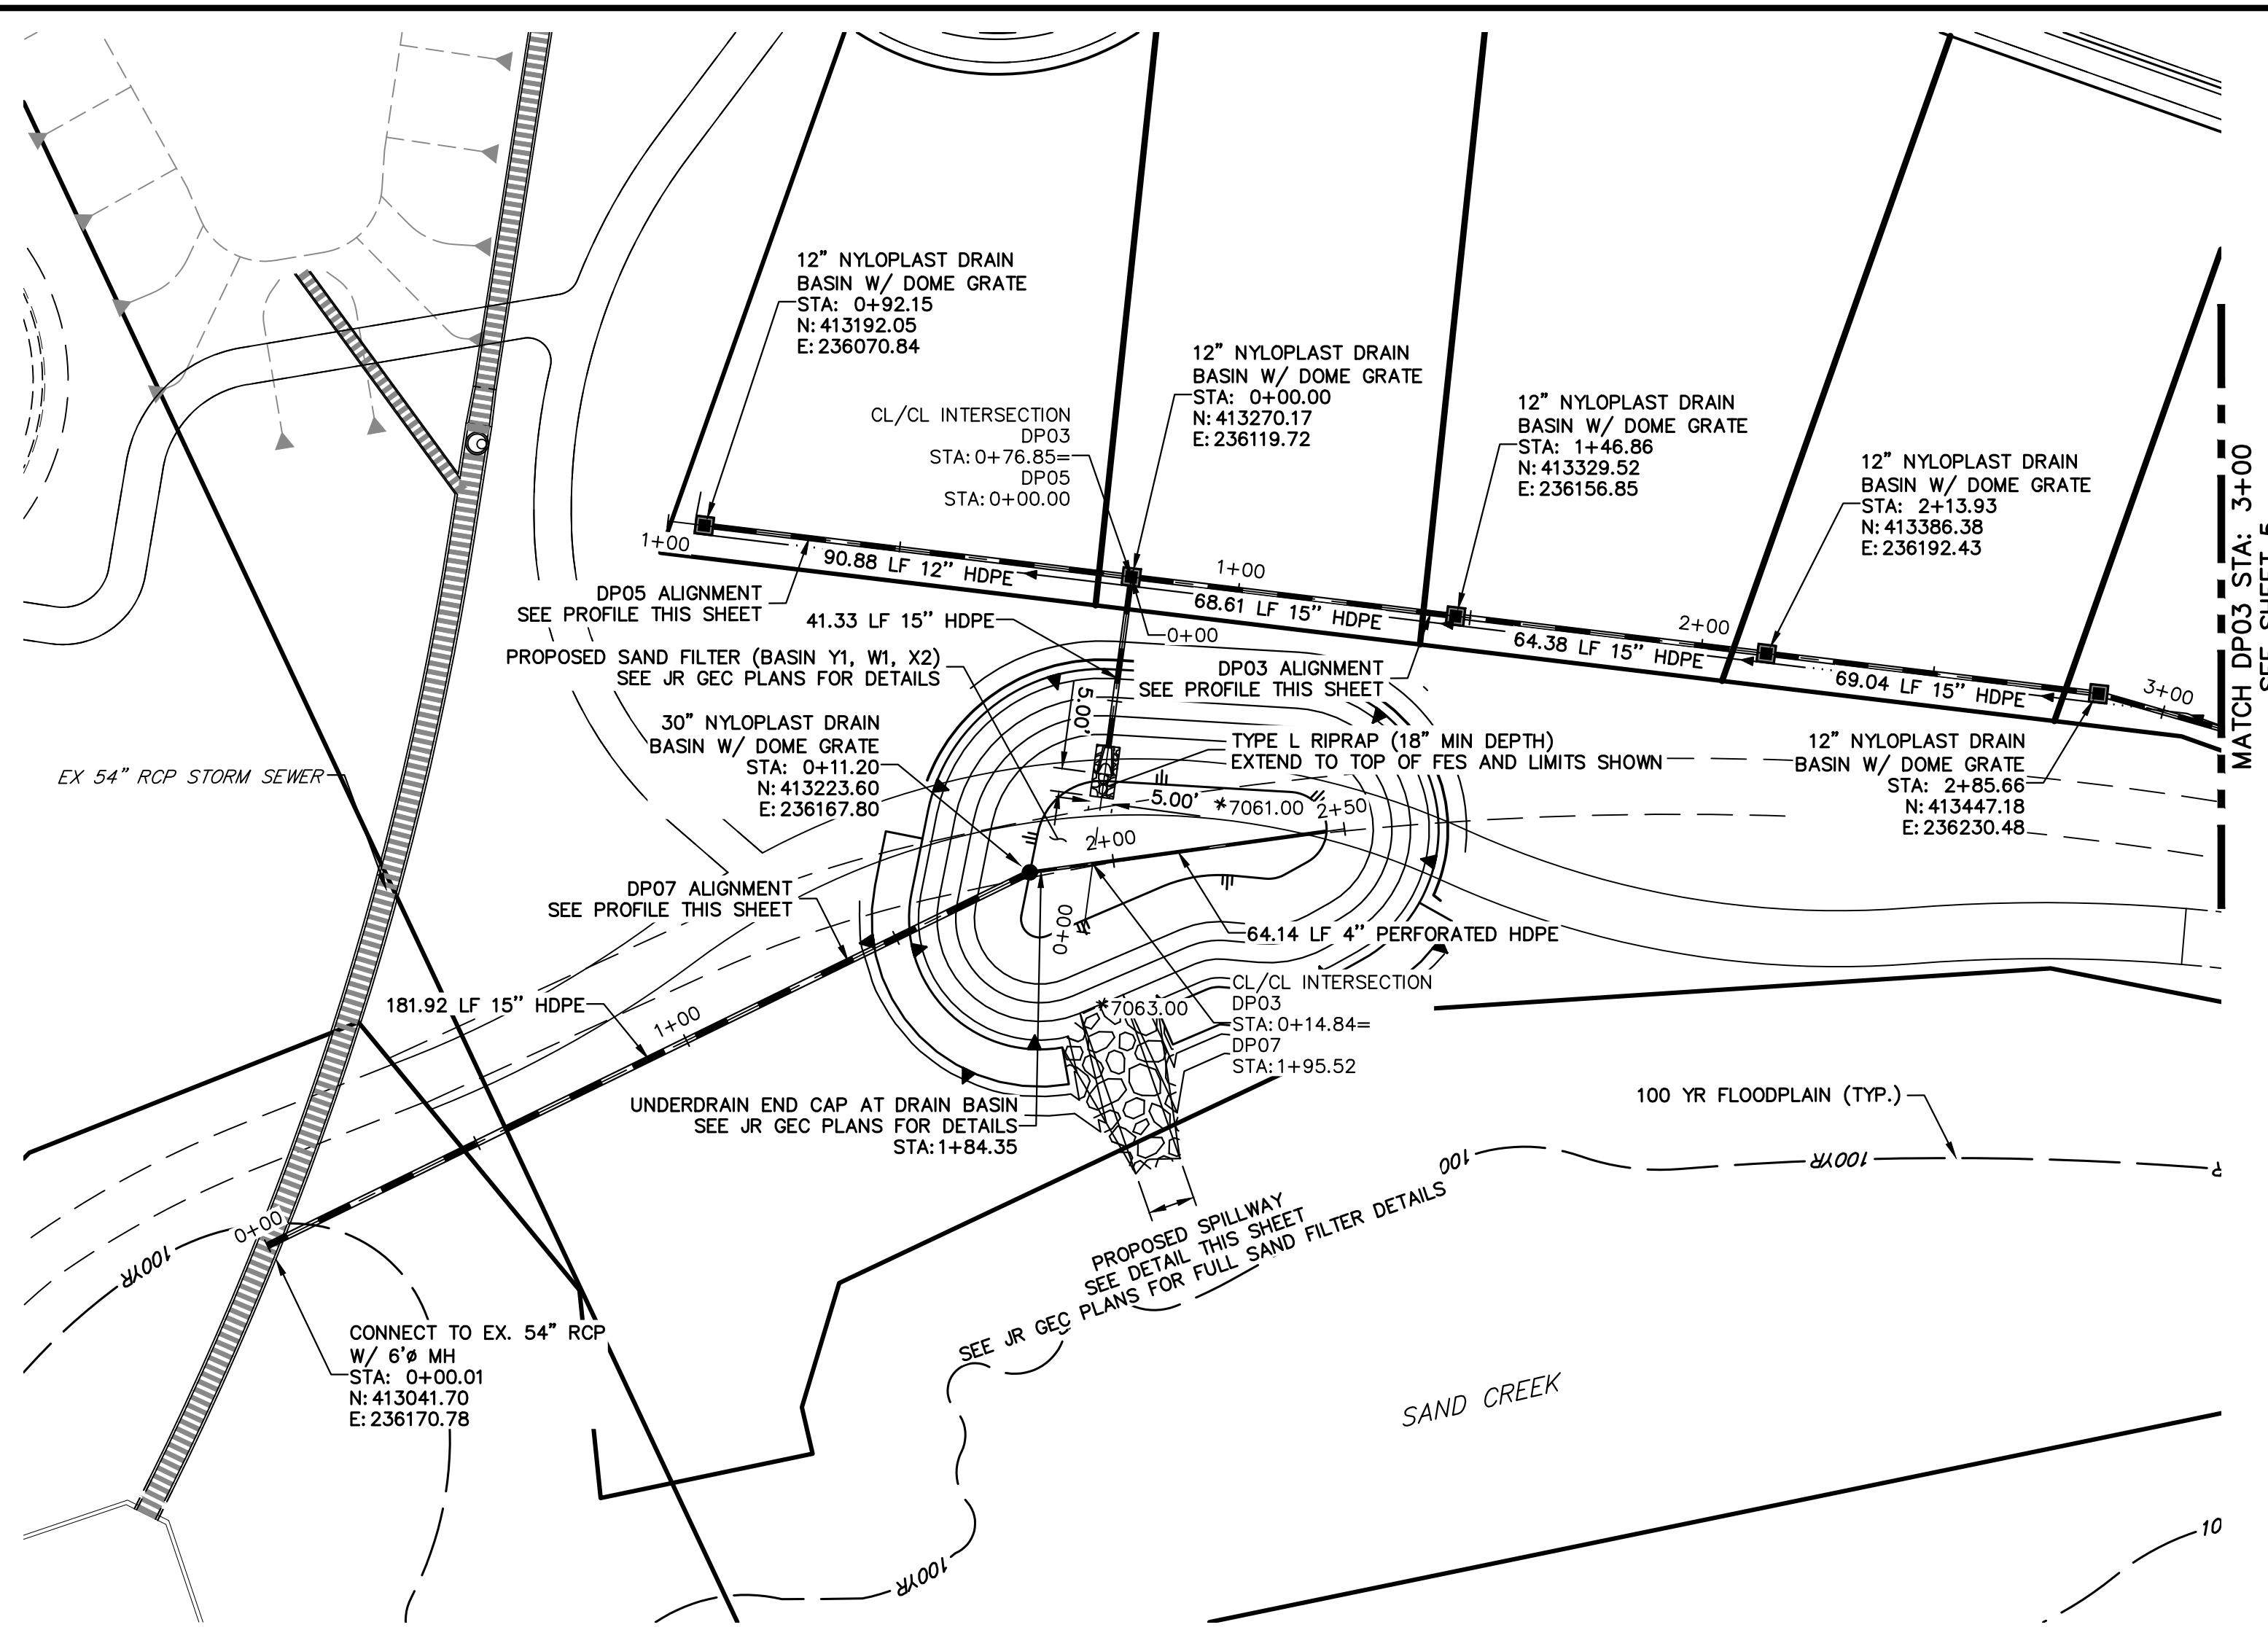 12” NYLOPLAST DRAIN
BASIN W/ DOME GRATE
STA: 0+92.15
N: 413192.05
E: 236070.84
12” NYLOPLAST DRAIN
BASIN W/ DOME GRATE
STA: 0+00.00
N: 413270.17
E: 236119.72
12” NYLOPLAST DRAIN
BASIN W/ DOME GRATE
STA: 1+46.86
N: 413329.52
E: 236156.85
12” NYLOPLAST DRAIN
BASIN W/ DOME GRATE
STA: 2+13.93
N: 413386.38
E: 236192.43
CL/CL INTERSECTION
DP03
STA: 0+76.85=
DP05
STA: 0+00.00
MATCH DP03 STA: 3+00
SEE SHEET 5
1+00
90.88 LF 12” HDPE
1+00
68.61 LF 15” HDPE
2+00
64.38 LF 15” HDPE
69.04 LF 15” HDPE
3+00
DP05 ALIGNMENT
SEE PROFILE THIS SHEET
41.33 LF 15” HDPE
0+00
PROPOSED SAND FILTER (BASIN Y1, W1, X2)
SEE JR GEC PLANS FOR DETAILS
DP03 ALIGNMENT
SEE PROFILE THIS SHEET
5.00'
30” NYLOPLAST DRAIN
BASIN W/ DOME GRATE
STA: 0+11.20
N: 413223.60
E: 236167.80
TYPE L RIPRAP (18” MIN DEPTH)
EXTEND TO TOP OF FES AND LIMITS SHOWN
12” NYLOPLAST DRAIN
BASIN W/ DOME GRATE
STA: 2+85.66
N: 413447.18
E: 236230.48
EX 54” RCP STORM SEWER
5.00'
*7061.00
2+50
2+00
DP07 ALIGNMENT
SEE PROFILE THIS SHEET
0+00
64.14 LF 4” PERFORATED HDPE
181.92 LF 15” HDPE
1+00
*7063.00
CL/CL INTERSECTION
DP03
STA: 0+14.84=
DP07
STA: 1+95.52
UNDERDRAIN END CAP AT DRAIN BASIN
SEE JR GEC PLANS FOR DETAILS
STA: 1+84.35
100 YR FLOODPLAIN (TYP.)
100
100YR
PROPOSED SPILLWAY
SEE DETAIL THIS SHEET
SEE JR GEC PLANS FOR FULL SAND FILTER DETAILS
0+00
100YR
CONNECT TO EX. 54” RCP
W/ 6'ø MH
STA: 0+00.01
N: 413041.70
E: 236170.78
SAND CREEK
100YR
10